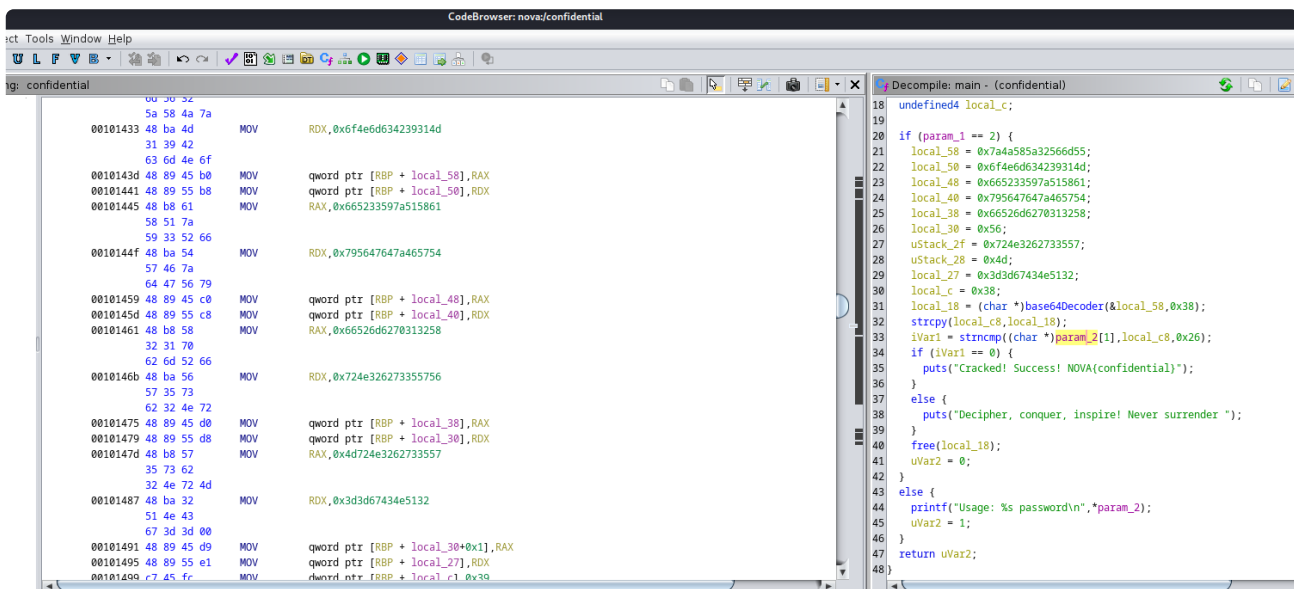 CodeBrowser: nova:/confidential
ect Tools Window Help
U L F V B
ng: confidential
6d 56 32
5a 58 4a 7a
00101433 48 ba 4d MOV RDX,0x6f4e6d634239314d
31 39 42
63 6d 4e 6f
0010143d 48 89 45 b0 MOV qword ptr [RBP + local_58],RAX
00101441 48 89 55 b8 MOV qword ptr [RBP + local_50],RDX
00101445 48 b8 61 MOV RAX,0x665233597a515861
58 51 7a
59 33 52 66
0010144f 48 ba 54 MOV RDX,0x795647647a465754
57 46 7a
64 47 56 79
00101459 48 89 45 c0 MOV qword ptr [RBP + local_48],RAX
0010145d 48 89 55 c8 MOV qword ptr [RBP + local_40],RDX
00101461 48 b8 58 MOV RAX,0x66526d6270313258
32 31 70
62 6d 52 66
0010146b 48 ba 56 MOV RDX,0x724e326273355756
57 35 73
62 32 4e 72
00101475 48 89 45 d0 MOV qword ptr [RBP + local_38],RAX
00101479 48 89 55 d8 MOV qword ptr [RBP + local_30],RDX
0010147d 48 b8 57 MOV RAX,0x4d724e3262733557
35 73 62
32 4e 72 4d
00101487 48 ba 32 MOV RDX,0x3d3d67434e5132
51 4e 43
67 3d 3d 00
00101491 48 89 45 d9 MOV qword ptr [RBP + local_30+0x1],RAX
00101495 48 89 55 e1 MOV qword ptr [RBP + local_27],RDX
00101499 c7 45 fc MOV dword ptr [RBP + local_c],0x39
Cf Decompile: main - (confidential)
18 undefined4 local_c;
19
20 if (param_1 == 2) {
21 local_58 = 0x7a4a585a32566d55;
22 local_50 = 0x6f4e6d634239314d;
23 local_48 = 0x665233597a515861;
24 local_40 = 0x795647647a465754;
25 local_38 = 0x66526d6270313258;
26 local_30 = 0x56;
27 uStack_2f = 0x724e3262733557;
28 uStack_28 = 0x4d;
29 local_27 = 0x3d3d67434e5132;
30 local_c = 0x38;
31 local_18 = (char *)base64Decoder(&local_58,0x38);
32 strcpy(local_c8,local_18);
33 iVar1 = strncmp((char *)param_2[1],local_c8,0x26);
34 if (iVar1 == 0) {
35 puts("Cracked! Success! NOVA{confidential}");
36 }
37 else {
38 puts("Decipher, conquer, inspire! Never surrender ");
39 }
40 free(local_18);
41 uVar2 = 0;
42 }
43 else {
44 printf("Usage: %s password\n",*param_2);
45 uVar2 = 1;
46 }
47 return uVar2;
48 }